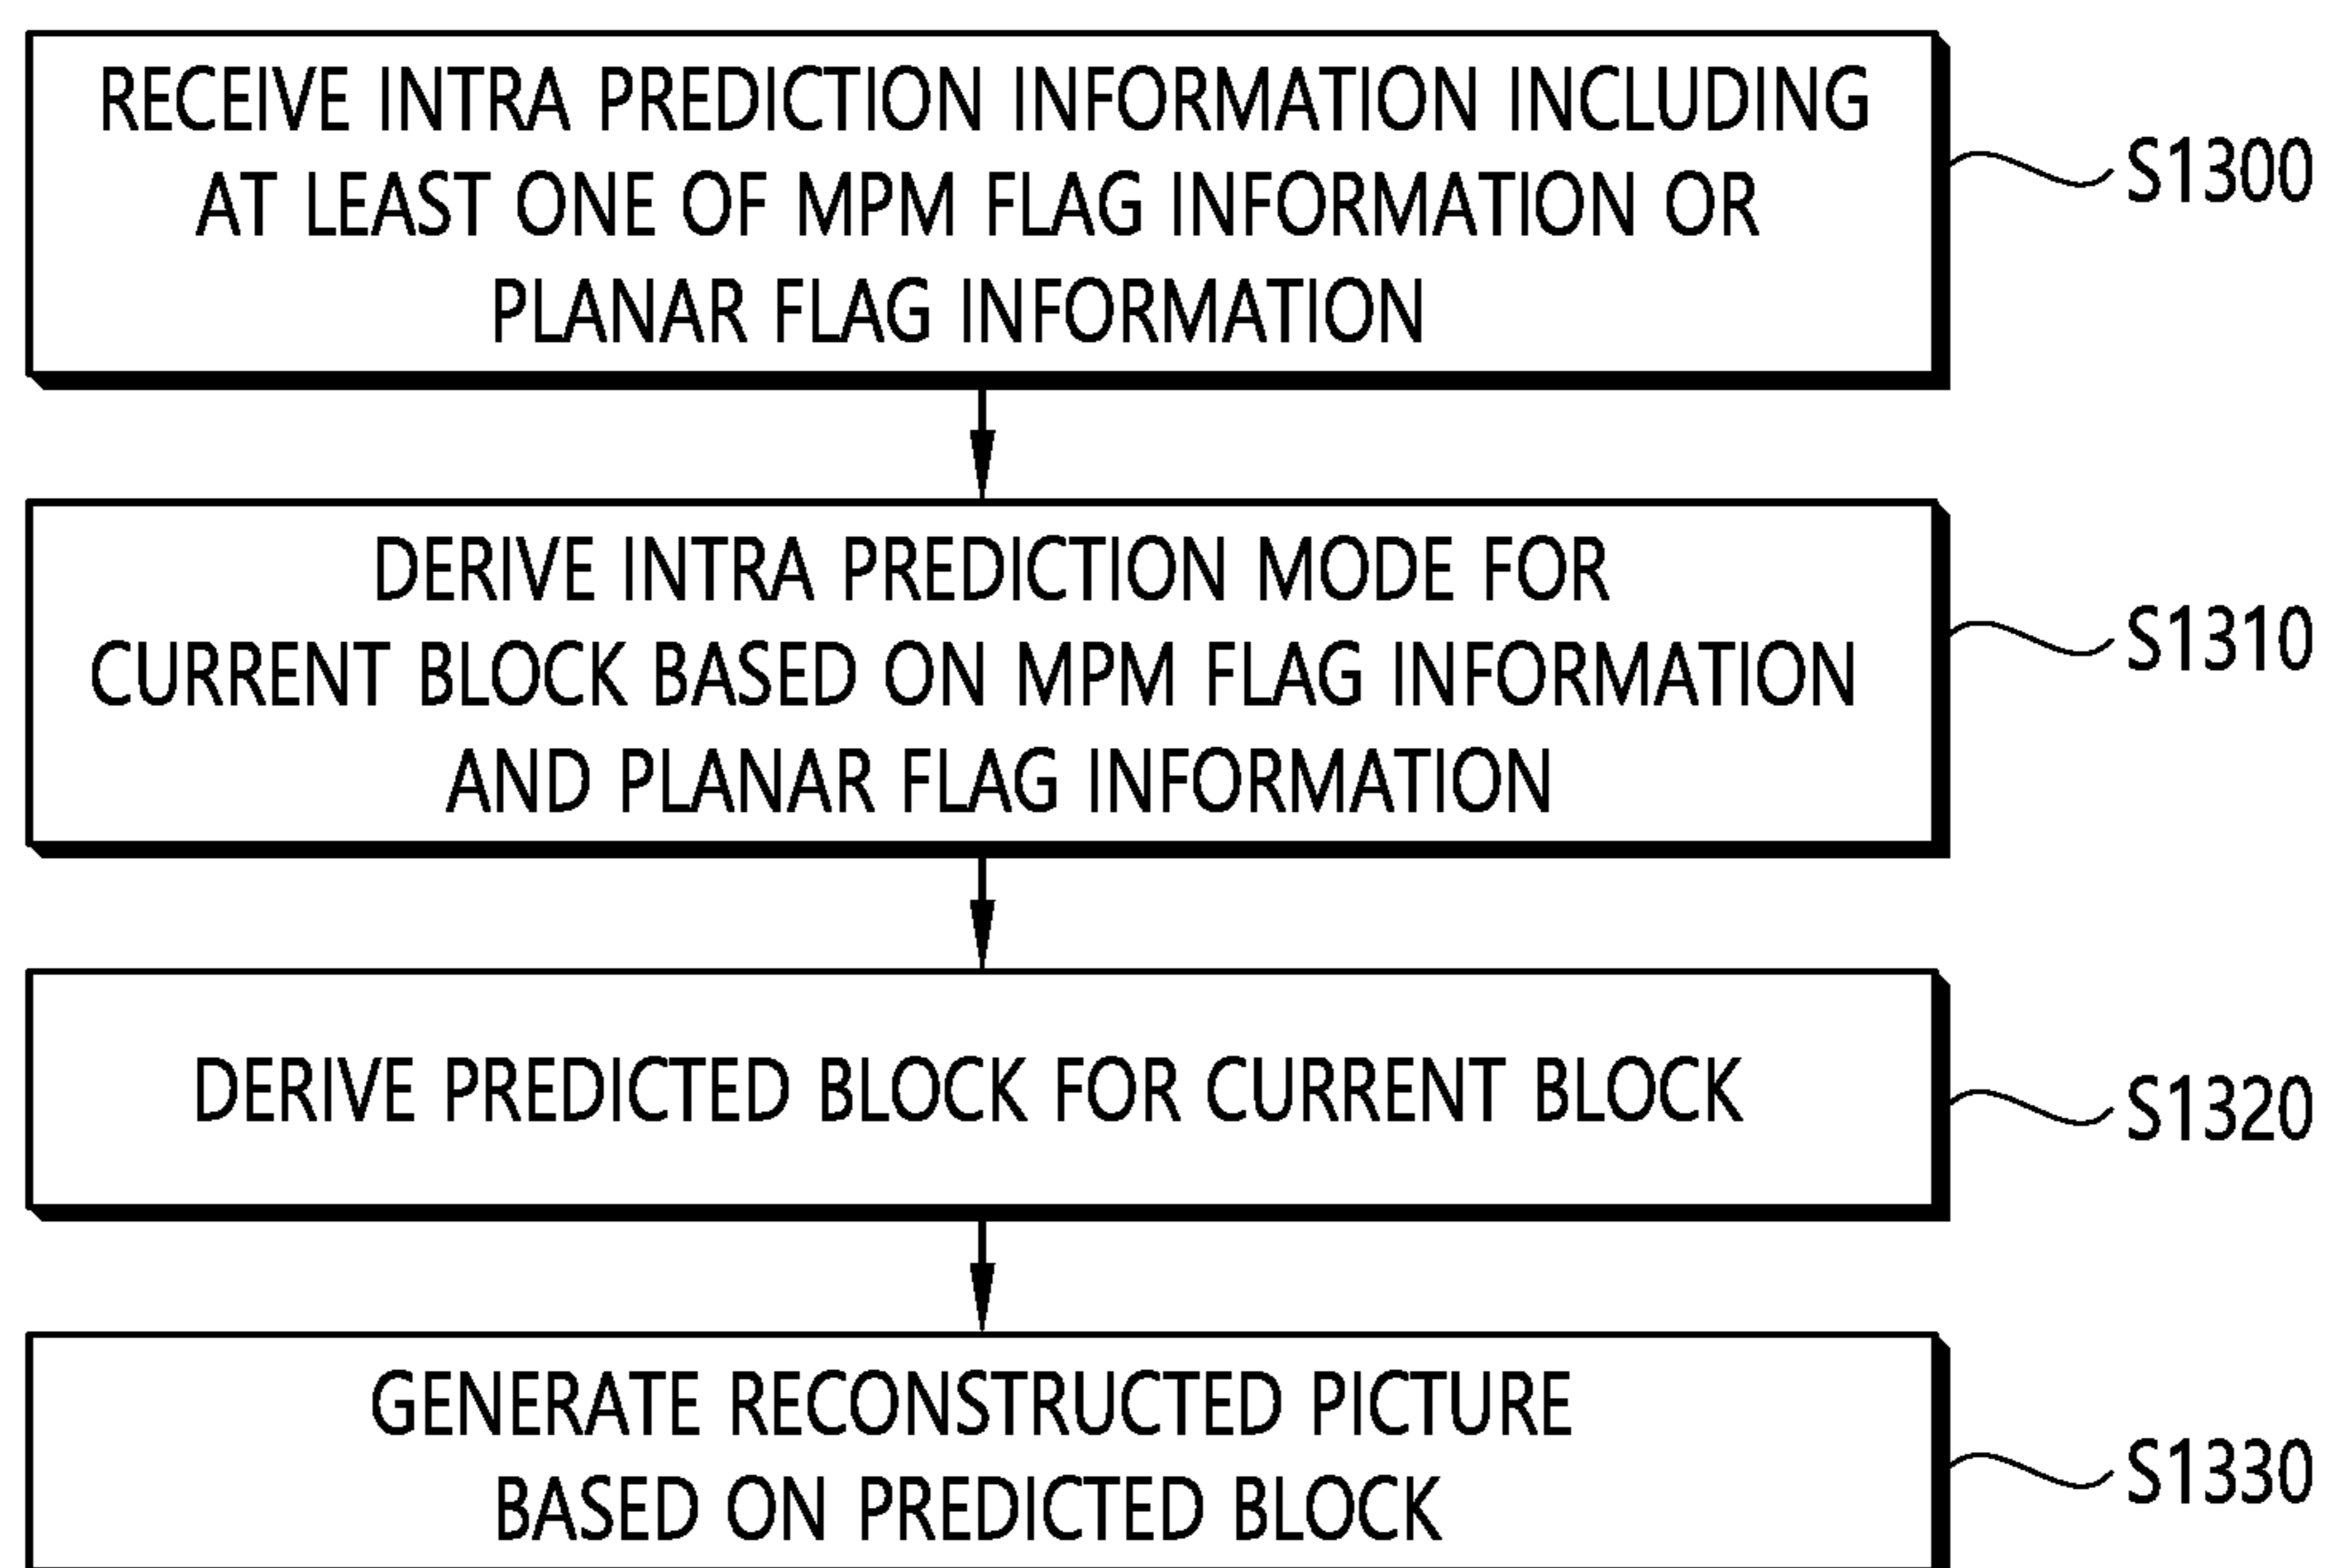 RECEIVE INTRA PREDICTION INFORMATION INCLUDING
AT LEAST ONE OF MPM FLAG INFORMATION OR
PLANAR FLAG INFORMATION
S1300
DERIVE INTRA PREDICTION MODE FOR
CURRENT BLOCK BASED ON MPM FLAG INFORMATION
AND PLANAR FLAG INFORMATION
S1310
DERIVE PREDICTED BLOCK FOR CURRENT BLOCK
S1320
GENERATE RECONSTRUCTED PICTURE
BASED ON PREDICTED BLOCK
S1330